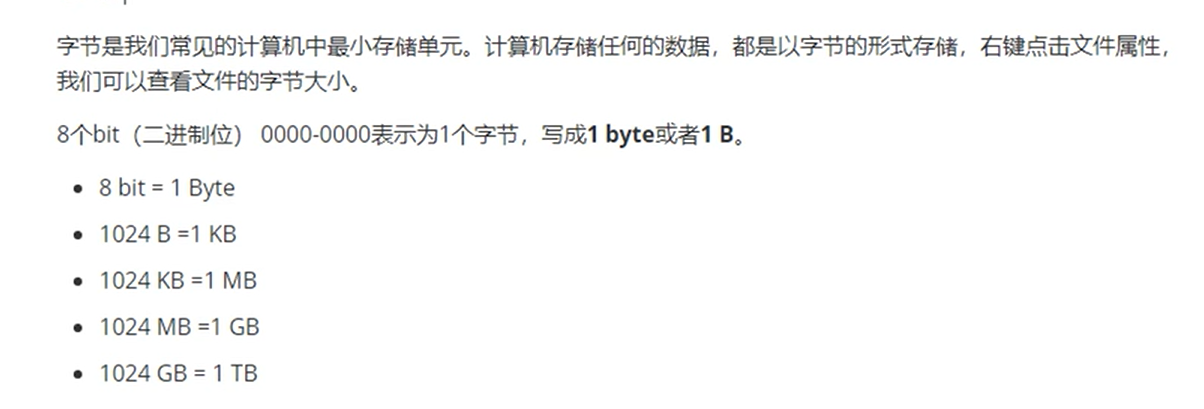 字节是我们常见的计算机中最小存储单元。计算机存储任何的数据，都是以字节的形式存储，右键点击文件属性，
我们可以查看文件的字节大小。
8个bit（二进制位） 0000-0000表示为1个字节，写成1 byte或者1 B。
• 8 bit = 1 Byte
• 1024 B =1 KB
• 1024 KB =1 MB
• 1024 MB =1 GB
• 1024 GB = 1 TB